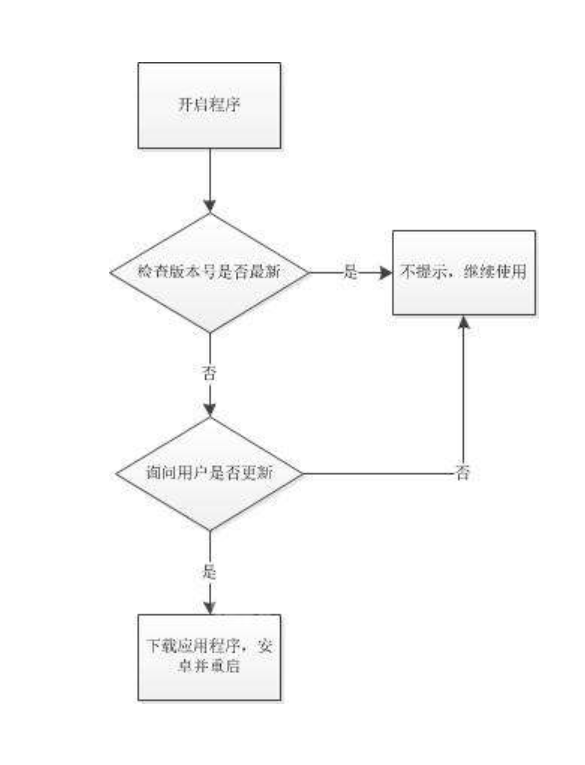 开启程序
检查版本号是否最新
是
不提示，继续使用
否
询问用户是否更新
否
是
下载应用程序，安
卓并重启